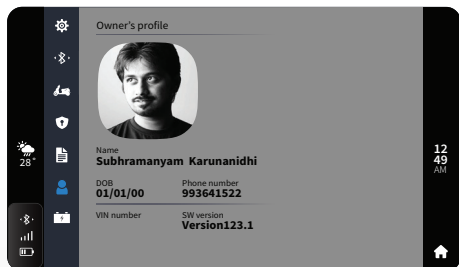 Owner's profile
Name
Subhramanyam Karunanidhi
DOB
01/01/00
Phone number
993641522
VIN number
SW version
Version123.1
28°
12
49
AM